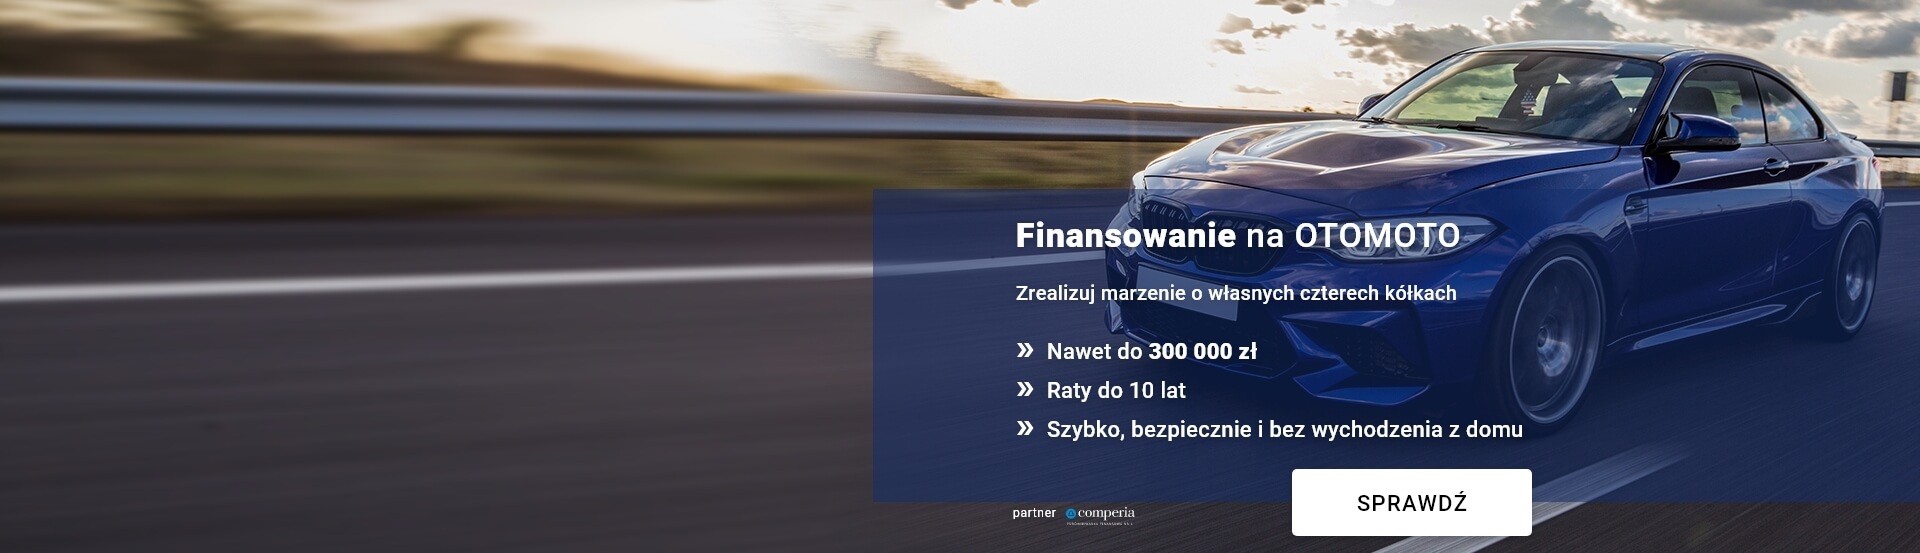 Finansowanie na OTOMOTO
Zrealizuj marzenie o własnych czterech kółkach
» Nawet do 300 000 zł
» Raty do 10 lat
» Szybko, bezpiecznie i bez wychodzenia z domu
SPRAWDŹ
partner comperia